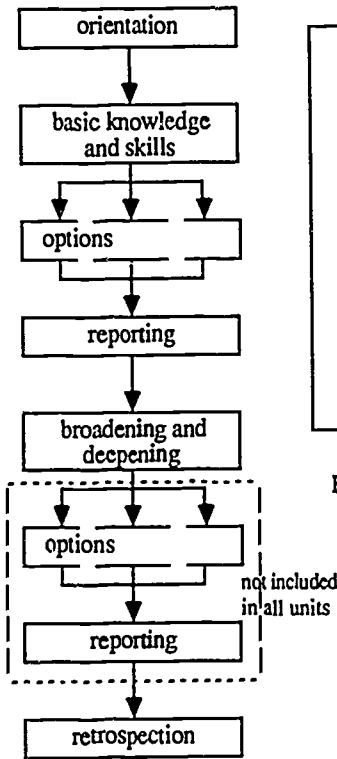 orientation
basic knowledge
and skills
options
reporting
broadening and
deepening
options
not included
in all units
reporting
retrospection